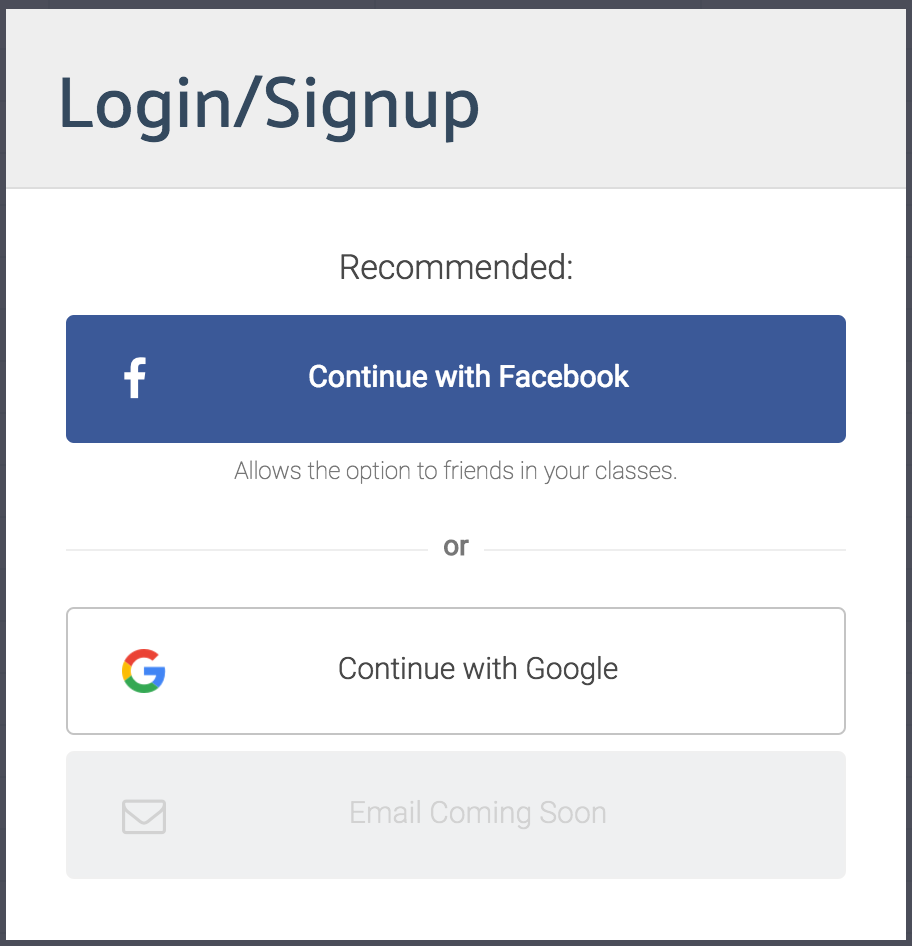 Login/Signup
Recommended:
Continue with Facebook
Allows the option to friends in your classes.
or
Continue with Google
Email Coming Soon